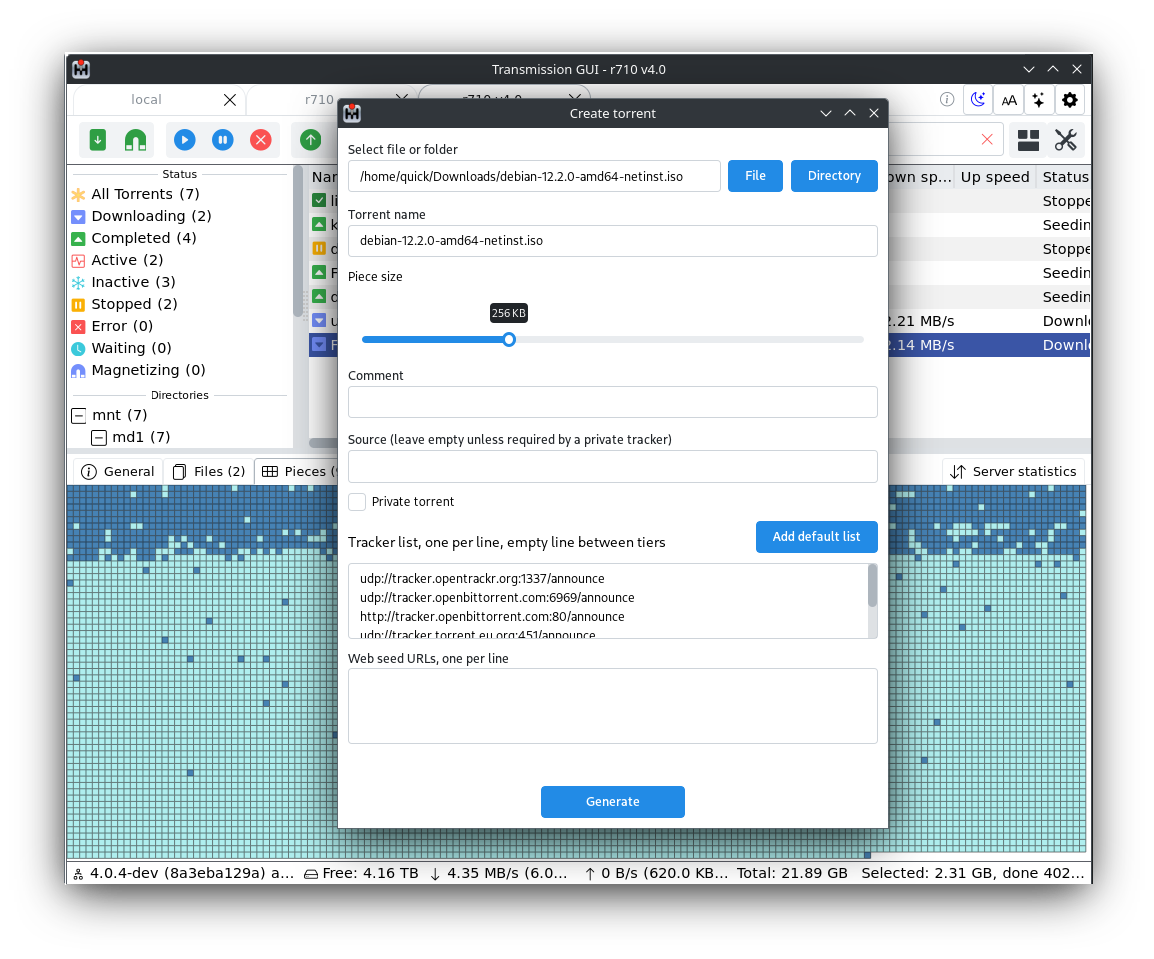 Transmission GUI - r710 v4.0
local
r710
r710 v4.0
AA
Create torrent
Select file or folder
/home/quick/Downloads/debian-12.2.0-amd64-netinst.iso
File
Directory
Torrent name
debian-12.2.0-amd64-netinst.iso
Piece size
256 KB
Comment
Source (leave empty unless required by a private tracker)
Private torrent
Tracker list, one per line, empty line between tiers
Add default list
udp://tracker.opentrackr.org:1337/announce
udp://tracker.openbittorrent.com:6969/announce
http://tracker.openbittorrent.com:80/announce
udp://tracker.torrent.eu.org:451/announce
Web seed URLs, one per line
Generate
Status
All Torrents (7)
Downloading (2)
Completed (4)
Active (2)
Inactive (3)
Stopped (2)
Error (0)
Waiting (0)
Magnetizing (0)
Directories
mnt (7)
md1 (7)
own sp... Up speed Status
Stoppe
Seedin
Stoppe
Seedin
Seedin
2.21 MB/s Downl
2.14 MB/s Downl
General
Files (2)
Pieces
Server statistics
4.0.4-dev (8a3eba129a) a... Free: 4.16 TB 4.35 MB/s (6.0... 0 B/s (620.0 KB... Total: 21.89 GB Selected: 2.31 GB, done 402...